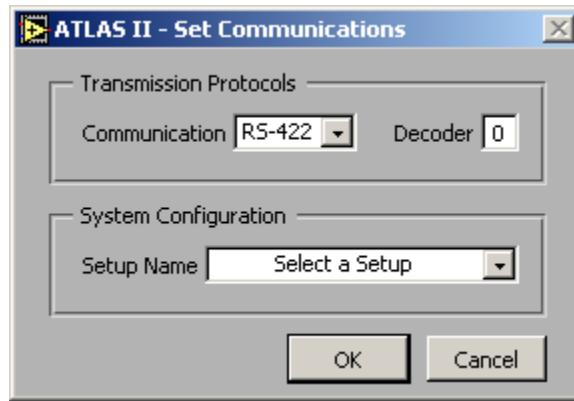 ATLAS II - Set Communications
Transmission Protocols
Communication RS-422 Decoder 0
System Configuration
Setup Name Select a Setup
OK Cancel